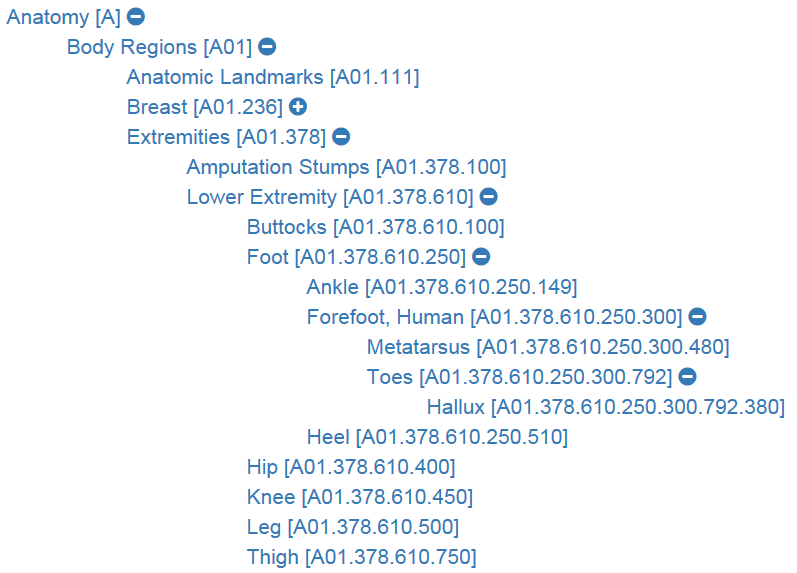 Anatomy [A]
Body Regions [A01]
Anatomic Landmarks [A01.111]
Breast [A01.236]
Extremities [A01.378]
Amputation Stumps [A01.378.100]
Lower Extremity [A01.378.610]
Buttocks [A01.378.610.100]
Foot [A01.378.610.250]
Ankle [A01.378.610.250.149]
Forefoot, Human [A01.378.610.250.300]
Metatarsus [A01.378.610.250.300.480]
Toes [A01.378.610.250.300.792]
Hallux [A01.378.610.250.300.792.380]
Heel [A01.378.610.250.510]
Hip [A01.378.610.400]
Knee [A01.378.610.450]
Leg [A01.378.610.500]
Thigh [A01.378.610.750]